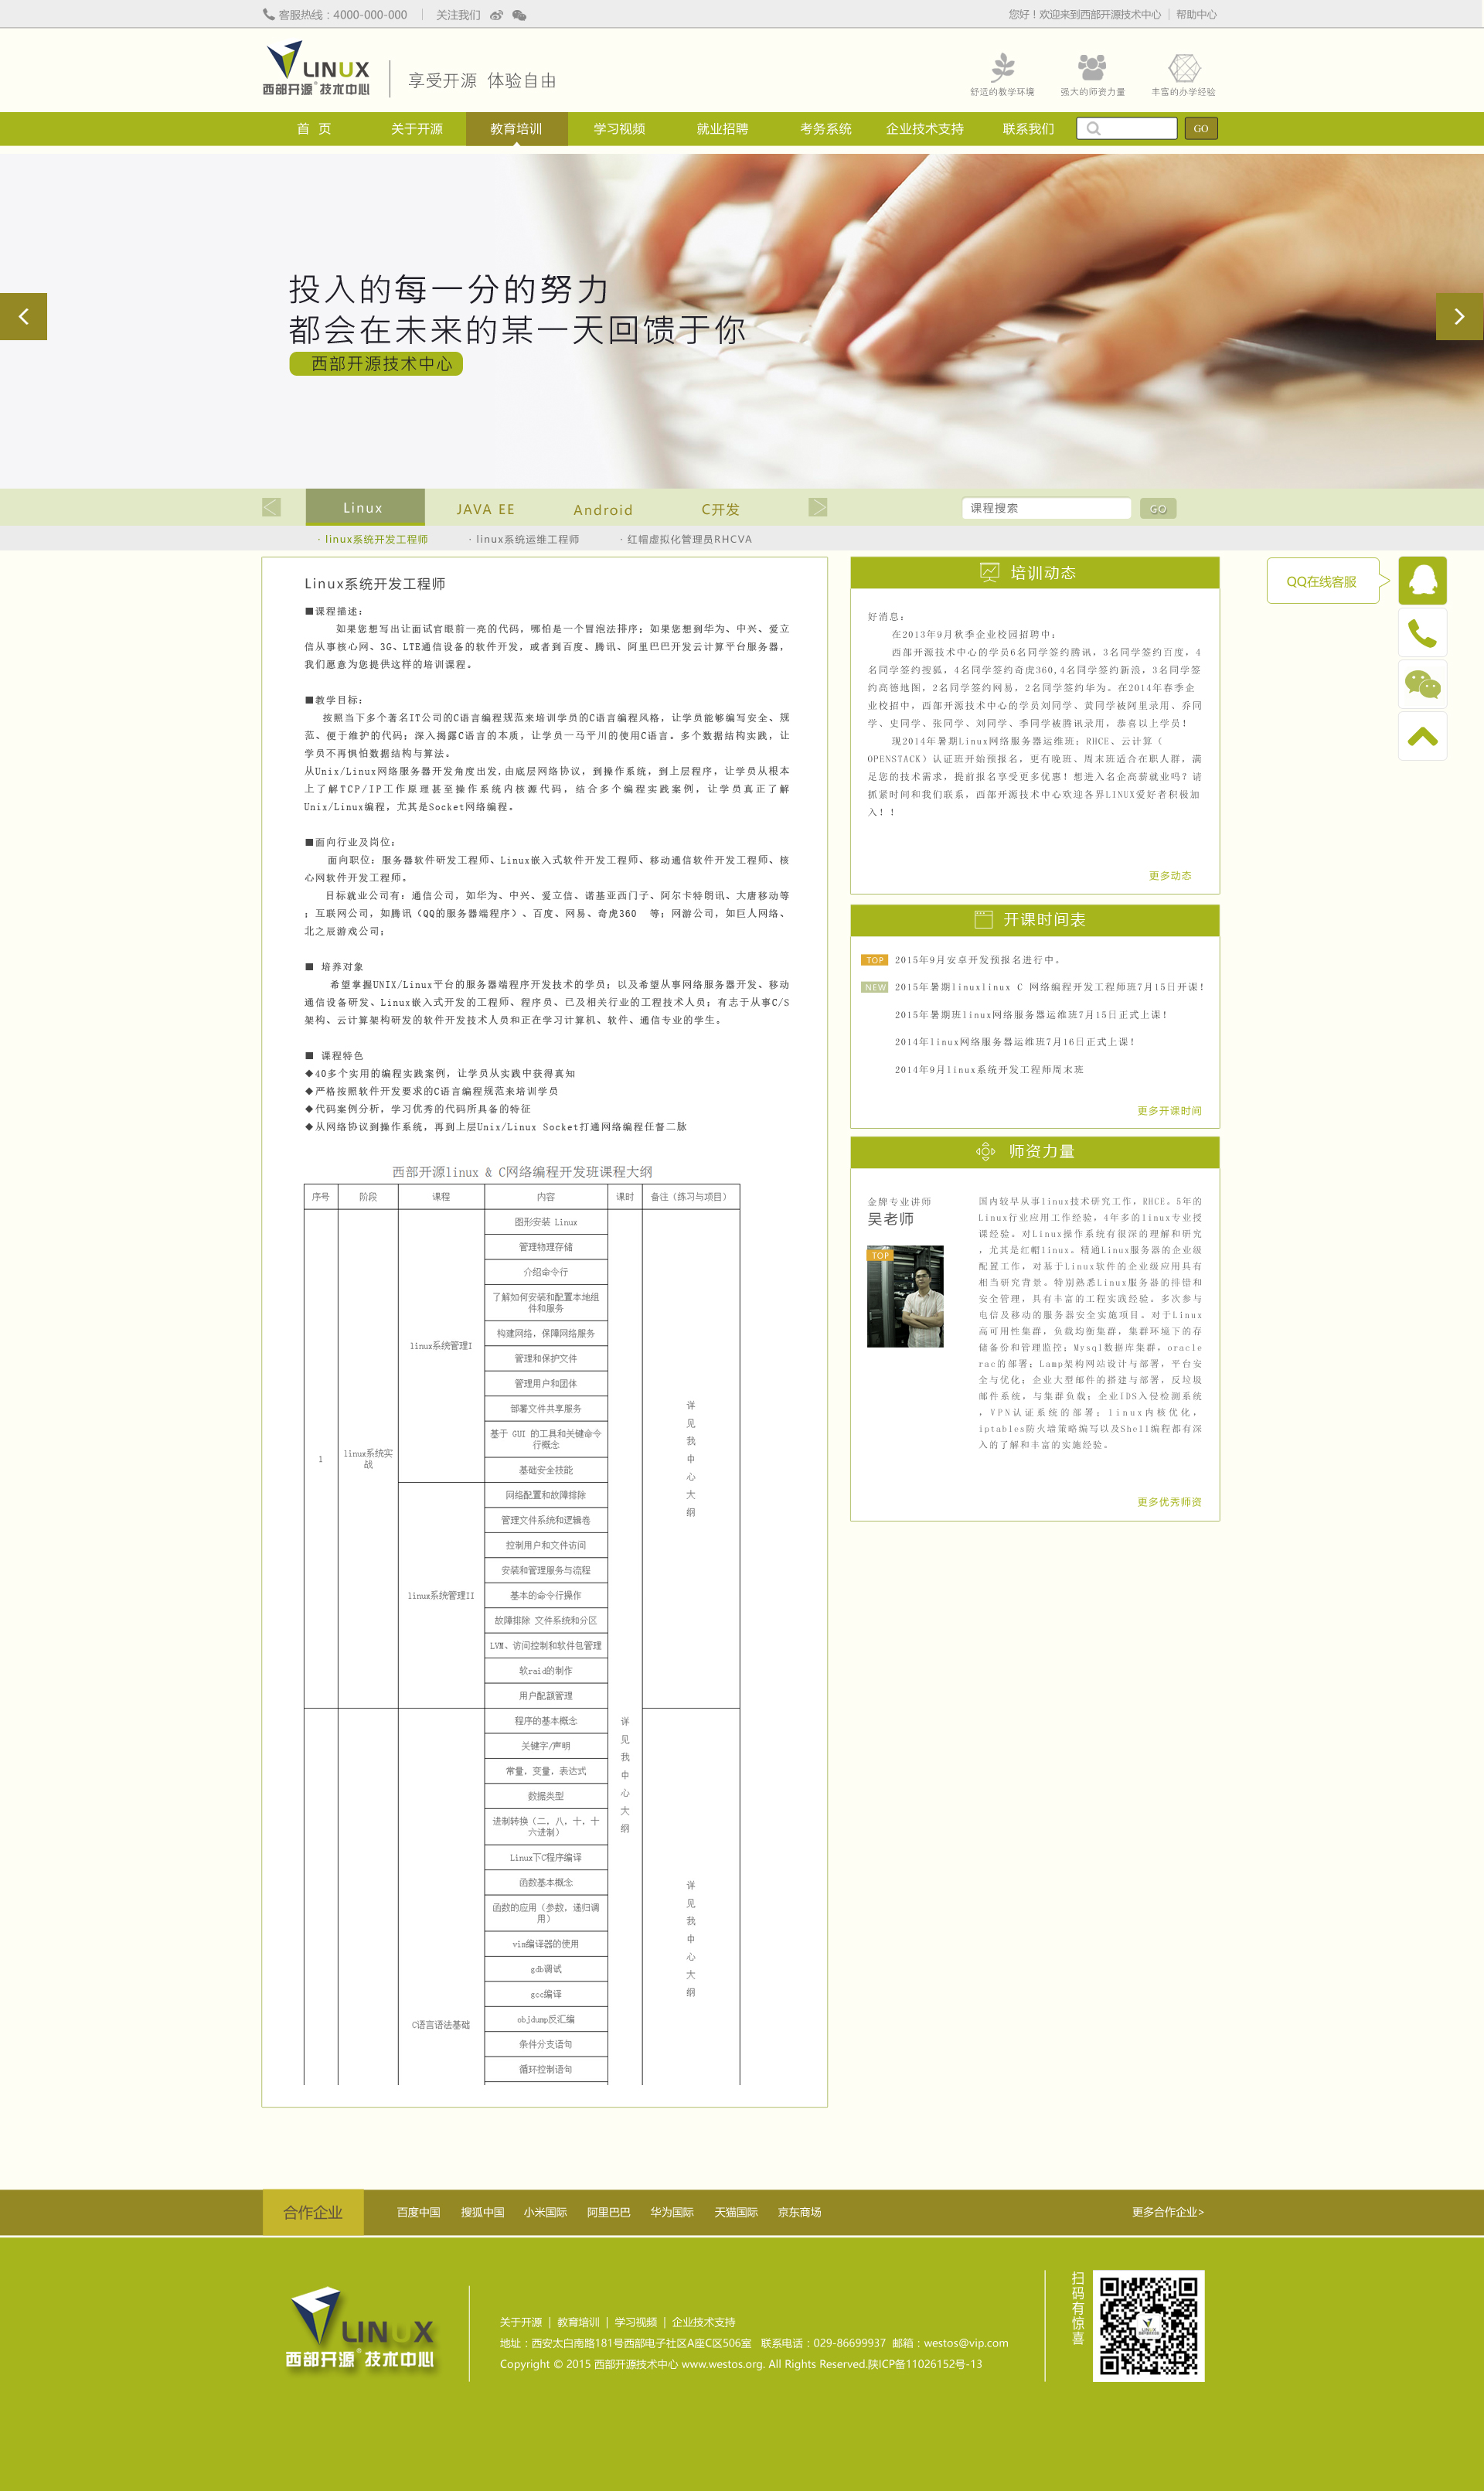 客服热线：4000-000-000 关注我们 您好！欢迎来到西部开源技术中心 帮助中心
LINUX
西部开源®技术中心
享受开源 体验自由
舒适的教学环境 强大的师资力量 丰富的办学经验
首 页 关于开源 教育培训 学习视频 就业招聘 考务系统 企业技术支持 联系我们 GO
投入的每一分的努力
都会在未来的某一天回馈于你
西部开源技术中心
Linux JAVA EE Android C开发 课程搜索 GO
· linux系统开发工程师 · linux系统运维工程师 · 红帽虚拟化管理员RHCVA
Linux系统开发工程师
■课程描述：
如果您想写出让面试官眼前一亮的代码，哪怕是一个冒泡法排序；如果您想到华为、中兴、爱立
信从事核心网、3G、LTE通信设备的软件开发，或者到百度、腾讯、阿里巴巴开发云计算平台服务器，
我们愿意为您提供这样的培训课程。
■教学目标：
按照当下多个著名IT公司的C语言编程规范来培训学员的C语言编程风格，让学员能够编写安全、规
范、便于维护的代码；深入揭露C语言的本质，让学员一马平川的使用C语言。多个数据结构实践，让
学员不再惧怕数据结构与算法。
从Unix/Linux网络服务器开发角度出发,由底层网络协议，到操作系统，到上层程序，让学员从根本
上了解TCP/IP工作原理甚至操作系统内核源代码，结合多个编程实践案例，让学员真正了解
Unix/Linux编程，尤其是Socket网络编程。
■面向行业及岗位：
面向职位：服务器软件研发工程师、Linux嵌入式软件开发工程师、移动通信软件开发工程师、核
心网软件开发工程师。
目标就业公司有：通信公司，如华为、中兴、爱立信、诺基亚西门子、阿尔卡特朗讯、大唐移动等
；互联网公司，如腾讯（QQ的服务器端程序）、百度、网易、奇虎360 等；网游公司，如巨人网络、
北之辰游戏公司；
■ 培养对象
希望掌握UNIX/Linux平台的服务器端程序开发技术的学员；以及希望从事网络服务器开发、移动
通信设备研发、Linux嵌入式开发的工程师、程序员、已及相关行业的工程技术人员；有志于从事C/S
架构、云计算架构研发的软件开发技术人员和正在学习计算机、软件、通信专业的学生。
■ 课程特色
◆40多个实用的编程实践案例，让学员从实践中获得真知
◆严格按照软件开发要求的C语言编程规范来培训学员
◆代码案例分析，学习优秀的代码所具备的特征
◆从网络协议到操作系统，再到上层Unix/Linux Socket打通网络编程任督二脉
西部开源linux & C网络编程开发班课程大纲
序号 阶段 课程 内容 课时 备注（练习与项目）
1
linux系统实
战
linux系统管理I
图形安装 Linux
管理物理存储
介绍命令行
了解如何安装和配置本地组
件和服务
构建网络，保障网络服务
管理和保护文件
管理用户和团体
部署文件共享服务
基于 GUI 的工具和关键命令
行概念
基础安全技能
linux系统管理II
网络配置和故障排除
管理文件系统和逻辑卷
控制用户和文件访问
安装和管理服务与流程
基本的命令行操作
故障排除 文件系统和分区
LVM、访问控制和软件包管理
软raid的制作
用户配额管理
详见我中心大纲
C语言语法基础
程序的基本概念
关键字/声明
常量，变量，表达式
数据类型
进制转换（二，八，十，十
六进制）
Linux下C程序编译
函数基本概念
函数的应用（参数，递归调
用）
vim编译器的使用
gdb调试
gcc编译
objdump反汇编
条件分支语句
循环控制语句
详见我中心大纲
详见我中心大纲
培训动态
好消息：
在2013年9月秋季企业校园招聘中：
西部开源技术中心的学员6名同学签约腾讯，3名同学签约百度，4
名同学签约搜狐，4名同学签约奇虎360,4名同学签约新浪，3名同学签
约高德地图，2名同学签约网易，2名同学签约华为。在2014年春季企
业校招中，西部开源技术中心的学员刘同学、黄同学被阿里录用、乔同
学、史同学、张同学、刘同学、季同学被腾讯录用，恭喜以上学员！
现2014年暑期Linux网络服务器运维班：RHCE、云计算（
OPENSTACK）认证班开始预报名，更有晚班、周末班适合在职人群，满
足您的技术需求，提前报名享受更多优惠！想进入名企高薪就业吗？请
抓紧时间和我们联系，西部开源技术中心欢迎各界LINUX爱好者积极加
入！！
更多动态
开课时间表
TOP 2015年9月安卓开发预报名进行中。
NEW 2015年暑期linuxlinux C 网络编程开发工程师班7月15日开课！
2015年暑期班linux网络服务器运维班7月15日正式上课！
2014年linux网络服务器运维班7月16日正式上课！
2014年9月linux系统开发工程师周末班
更多开课时间
师资力量
金牌专业讲师
吴老师
TOP
国内较早从事linux技术研究工作，RHCE。5年的
Linux行业应用工作经验，4年多的linux专业授
课经验。对Linux操作系统有很深的理解和研究
，尤其是红帽linux。精通Linux服务器的企业级
配置工作，对基于Linux软件的企业级应用具有
相当研究背景。特别熟悉Linux服务器的排错和
安全管理，具有丰富的工程实践经验。多次参与
电信及移动的服务器安全实施项目。对于Linux
高可用性集群，负载均衡集群，集群环境下的存
储备份和管理监控；Mysql数据库集群，oracle
rac的部署；Lamp架构网站设计与部署，平台安
全与优化；企业大型邮件的搭建与部署，反垃圾
邮件系统，与集群负载；企业IDS入侵检测系统
，VPN认证系统的部署；linux内核优化，
iptables防火墙策略编写以及Shell编程都有深
入的了解和丰富的实施经验。
更多优秀师资
QQ在线客服
合作企业 百度中国 搜狐中国 小米国际 阿里巴巴 华为国际 天猫国际 京东商场 更多合作企业>
LINUX
西部开源®技术中心
关于开源 | 教育培训 | 学习视频 | 企业技术支持
地址：西安太白南路181号西部电子社区A座C区506室 联系电话：029-86699937 邮箱：westos@vip.com
Copyright © 2015 西部开源技术中心 www.westos.org. All Rights Reserved.陕ICP备11026152号-13
扫码有惊喜